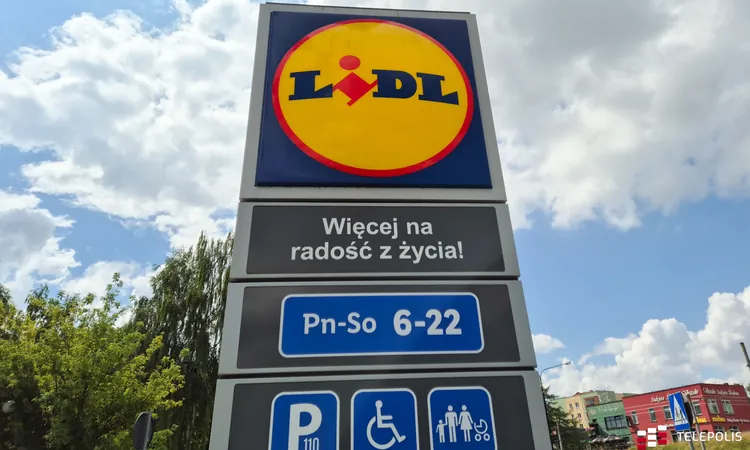 LIDL
Więcej na
radość z życia!
Pn-So 6-22
P
110
TELEPOLIS